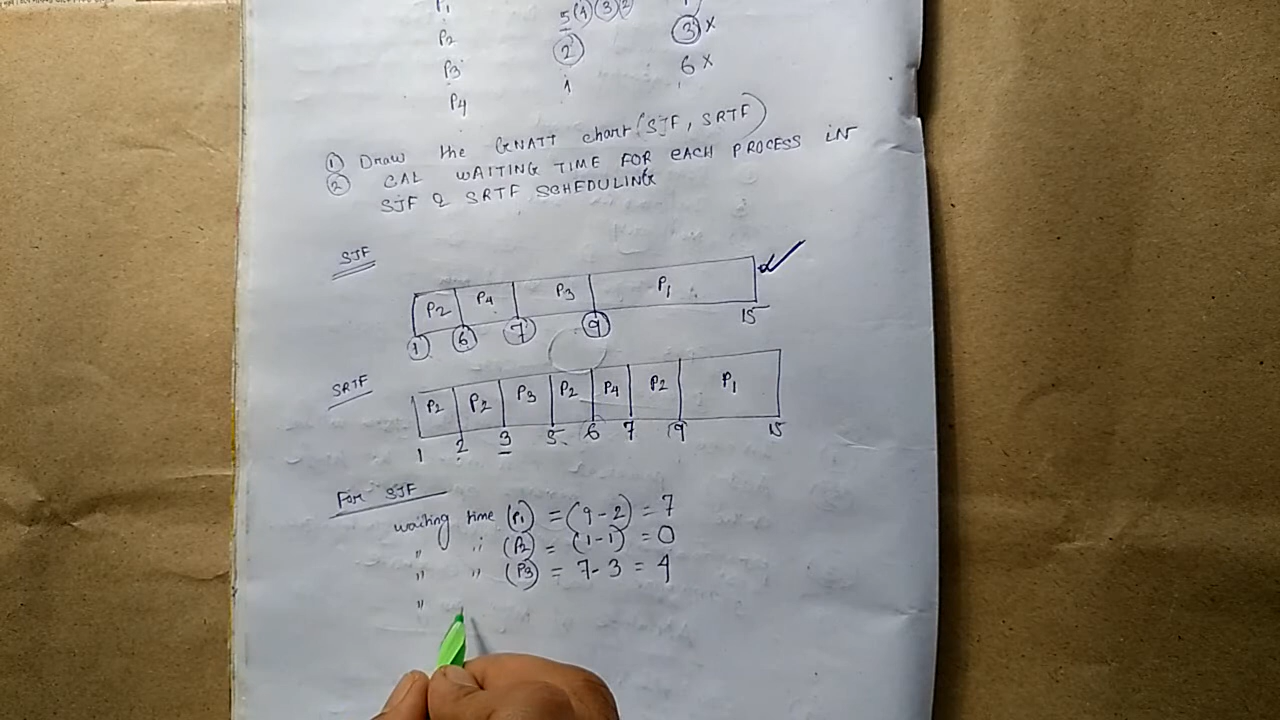 P1
P2 5 (4) (3) (2) (3) x
P3 (2) 6 x
P4 1
① Draw the GNATT chart (SJF, SRTF)
② CAL WAITING TIME FOR EACH PROCESS IN
SJF & SRTF SCHEDULING
SJF
P2 P4 P3 P1
1 6 7 9 15
SRTF
P2 P2 P3 P2 P4 P2 P1
1 2 3 5 6 7 9 15
For SJF
waiting time (P1) = (9-2) = 7
" " (P2) = (1-1) = 0
" " (P3) = 7-3 = 4
"